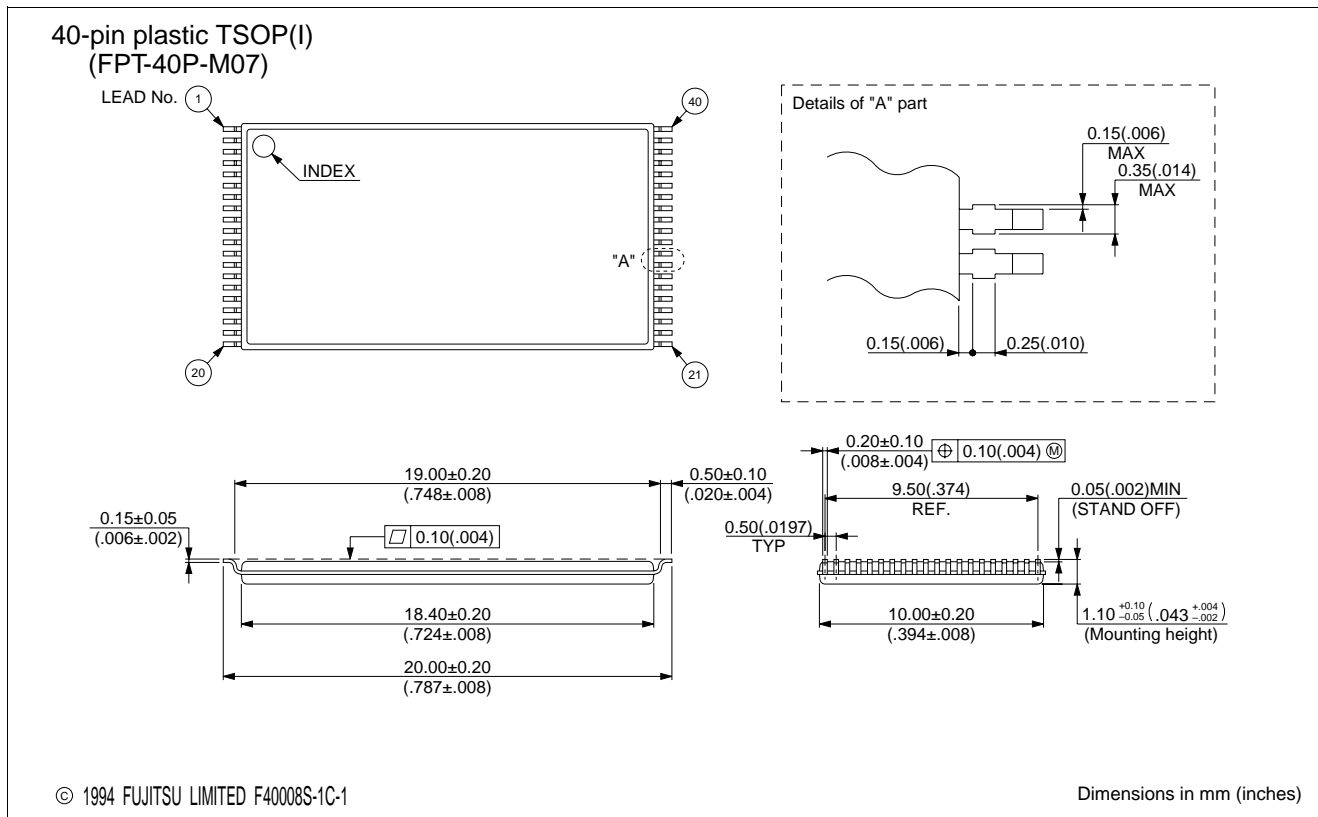 40-pin plastic TSOP(I)
(FPT-40P-M07)
LEAD No. 1
40
INDEX
"A"
20
21
Details of "A" part
0.15(.006)
MAX
0.35(.014)
MAX
0.15(.006)
0.25(.010)
19.00±0.20
(.748±.008)
0.50±0.10
(.020±.004)
0.15±0.05
(.006±.002)
0.10(.004)
18.40±0.20
(.724±.008)
20.00±0.20
(.787±.008)
0.20±0.10
(.008±.004)
⌖ 0.10(.004) Ⓜ
9.50(.374)
REF.
0.05(.002)MIN
(STAND OFF)
0.50(.0197)
TYP
10.00±0.20
(.394±.008)
1.10 +0.10 −0.05 (.043 +.004 −.002)
(Mounting height)
© 1994 FUJITSU LIMITED F40008S-1C-1
Dimensions in mm (inches)